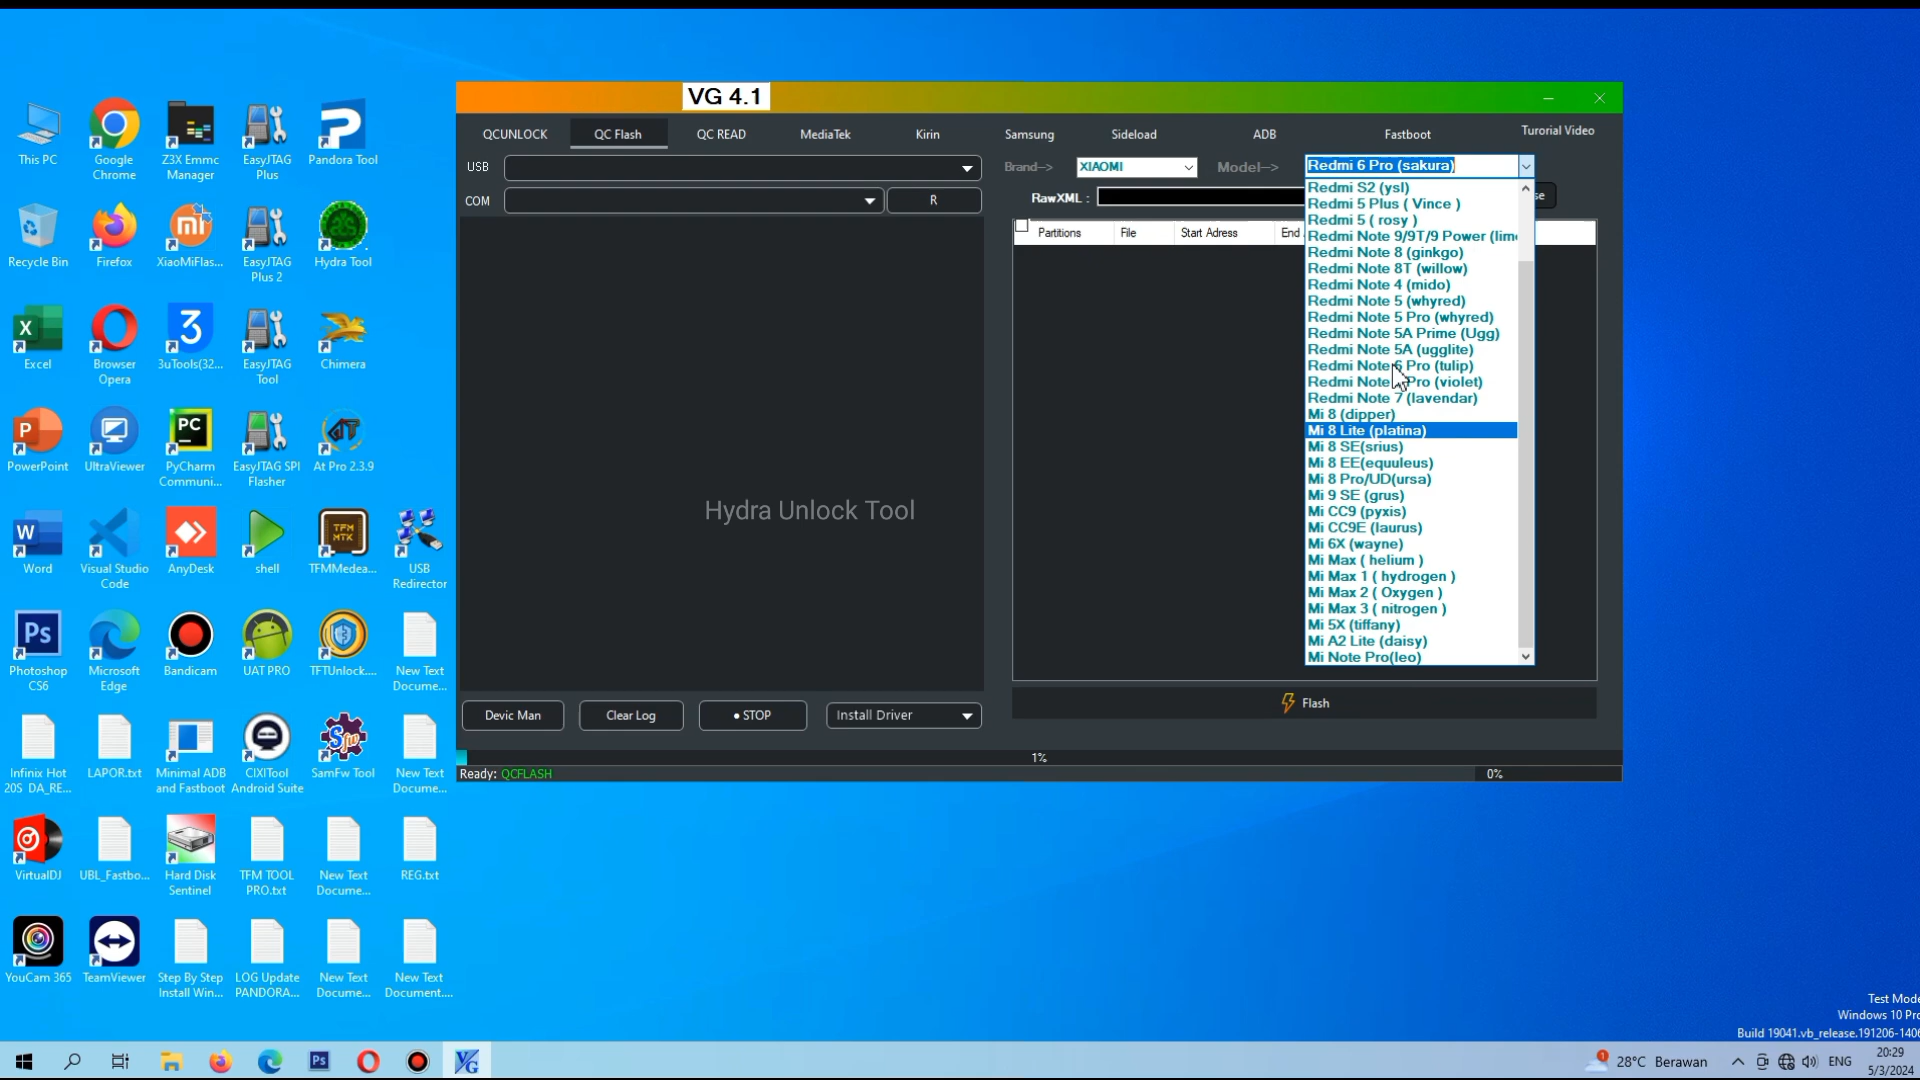 VG 4.1
QCUNLOCK
QC Flash
QC READ
MediaTek
Kirin
Samsung
Sideload
ADB
Fastboot
Turorial Video
USB
COM
R
Brand-->
XIAOMI
Model-->
Redmi 6 Pro (sakura)
RawXML :
se
Partitions
File
Start Adress
End
Redmi S2 (ysl)
Redmi 5 Plus ( Vince )
Redmi 5 ( rosy )
Redmi Note 9/9T/9 Power (lim
Redmi Note 8 (ginkgo)
Redmi Note 8T (willow)
Redmi Note 4 (mido)
Redmi Note 5 (whyred)
Redmi Note 5 Pro (whyred)
Redmi Note 5A Prime (Ugg)
Redmi Note 5A (ugglite)
Redmi Note 6 Pro (tulip)
Redmi Note Pro (violet)
Redmi Note 7 (lavendar)
Mi 8 (dipper)
Mi 8 Lite (platina)
Mi 8 SE(srius)
Mi 8 EE(equuleus)
Mi 8 Pro/UD(ursa)
Mi 9 SE (grus)
Mi CC9 (pyxis)
Mi CC9E (laurus)
Mi 6X (wayne)
Mi Max ( helium )
Mi Max 1 ( hydrogen )
Mi Max 2 ( Oxygen )
Mi Max 3 ( nitrogen )
Mi 5X (tiffany)
Mi A2 Lite (daisy)
Mi Note Pro(leo)
Hydra Unlock Tool
Devic Man
Clear Log
• STOP
Install Driver
Flash
1%
Ready: QCFLASH
0%
This PC
Google Chrome
Z3X Emmc Manager
EasyJTAG Plus
Pandora Tool
Recycle Bin
Firefox
XiaoMiFlas...
EasyJTAG Plus 2
Hydra Tool
Excel
Browser Opera
3uTools(32...
EasyJTAG Tool
Chimera
PowerPoint
UltraViewer
PyCharm Communi...
EasyJTAG SPI Flasher
At Pro 2.3.9
Word
Visual Studio Code
AnyDesk
shell
TFMMedea...
USB Redirector
Photoshop CS6
Microsoft Edge
Bandicam
UAT PRO
TFTUnlock....
New Text Docume...
Infinix Hot 20S DA_RE...
LAPOR.txt
Minimal ADB and Fastboot
CIXITool Android Suite
SamFw Tool
New Text Docume...
VirtualDJ
UBL_Fastbo...
Hard Disk Sentinel
TFM TOOL PRO.txt
New Text Docume...
REG.txt
YouCam 365
TeamViewer
Step By Step Install Win...
LOG Update PANDORA...
New Text Docume...
New Text Document....
Test Mode
Windows 10 Pro
Build 19041.vb_release.191206-1406
28°C Berawan
ENG
20:29
5/3/2024